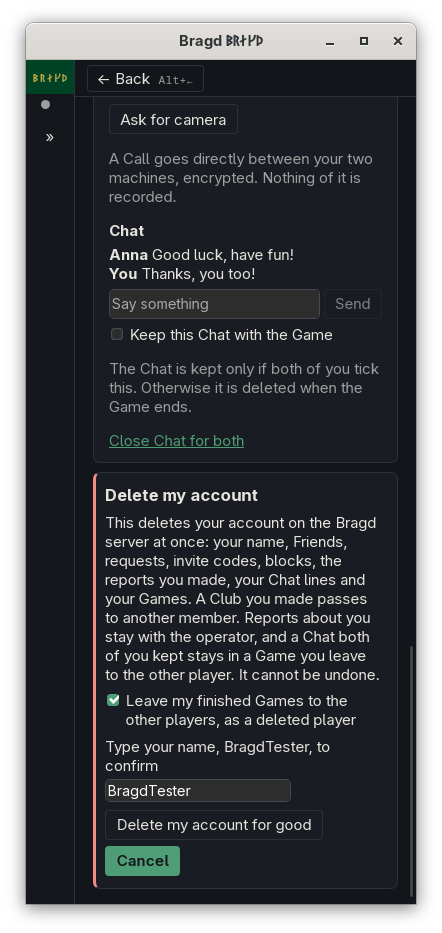 Bragd ᛒᚱᛅᚴᚦ
ᛒᚱᛅᚴᚦ
← Back Alt+←
Ask for camera
A Call goes directly between your two
machines, encrypted. Nothing of it is
recorded.
Chat
Anna Good luck, have fun!
You Thanks, you too!
Say something Send
Keep this Chat with the Game
The Chat is kept only if both of you tick
this. Otherwise it is deleted when the
Game ends.
Close Chat for both
Delete my account
This deletes your account on the Bragd
server at once: your name, Friends,
requests, invite codes, blocks, the
reports you made, your Chat lines and
your Games. A Club you made passes
to another member. Reports about you
stay with the operator, and a Chat both
of you kept stays in a Game you leave
to the other player. It cannot be undone.
Leave my finished Games to the
other players, as a deleted player
Type your name, BragdTester, to
confirm
BragdTester
Delete my account for good
Cancel